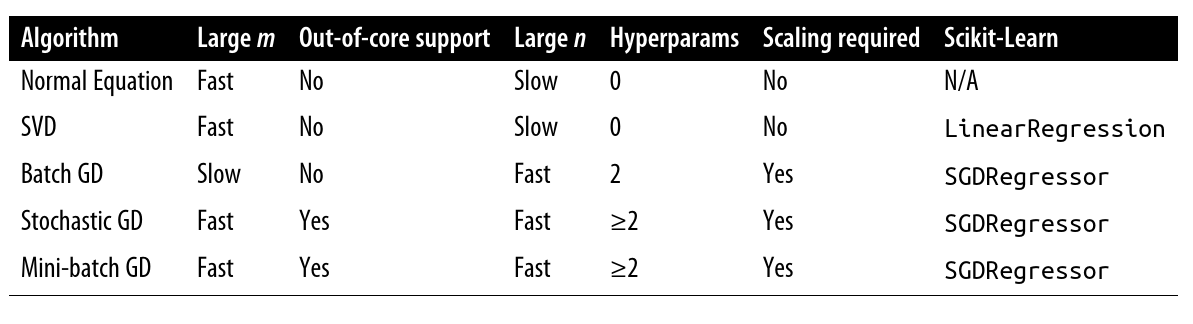 Algorithm Large m Out-of-core support Large n Hyperparams Scaling required Scikit-Learn
Normal Equation Fast No Slow 0 No N/A
SVD Fast No Slow 0 No LinearRegression
Batch GD Slow No Fast 2 Yes SGDRegressor
Stochastic GD Fast Yes Fast ≥2 Yes SGDRegressor
Mini-batch GD Fast Yes Fast ≥2 Yes SGDRegressor